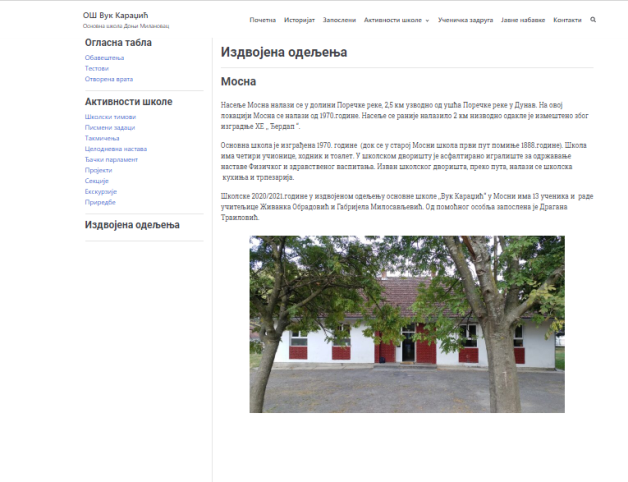 ОШ Вук Караџић
Основна школа Доњи Милановац
Почетна Историјат Запослени Активности школе Ученичка задруга Јавне набавке Контакти
Огласна табла
Обавештења
Тестови
Отворена врата
Активности школе
Школски тимови
Писмени задаци
Такмичења
Целодневна настава
Ђачки парламент
Пројекти
Секције
Екскурзије
Приредбе
Издвојена одељења
Издвојена одељења
Мосна
Насеље Мосна налази се у долини Поречке реке, 2,5 км узводно од ушћа Поречке реке у Дунав. На овој
локацији Мосна се налази од 1970.године. Насеље се раније налазило 2 км низводно одакле је измештено због
изградње ХЕ „ Ђердап ".
Основна школа је изграђена 1970. године (док се у старој Мосни школа први пут помиње 1888.године). Школа
има четири учионице, ходник и тоалет. У школском дворишту је асфалтирано игралиште за одржавање
наставе Физичког и здравственог васпитања. Изван школског дворишта, преко пута, налази се школска
кухиња и трпезарија.
Школске 2020/2021.године у издвојеном одељењу основне школе „Вук Караџић" у Мосни има 13 ученика и раде
учитељице Живанка Обрадовић и Габријела Милосављевић. Од помоћног особља запослена је Драгана
Траиловић.